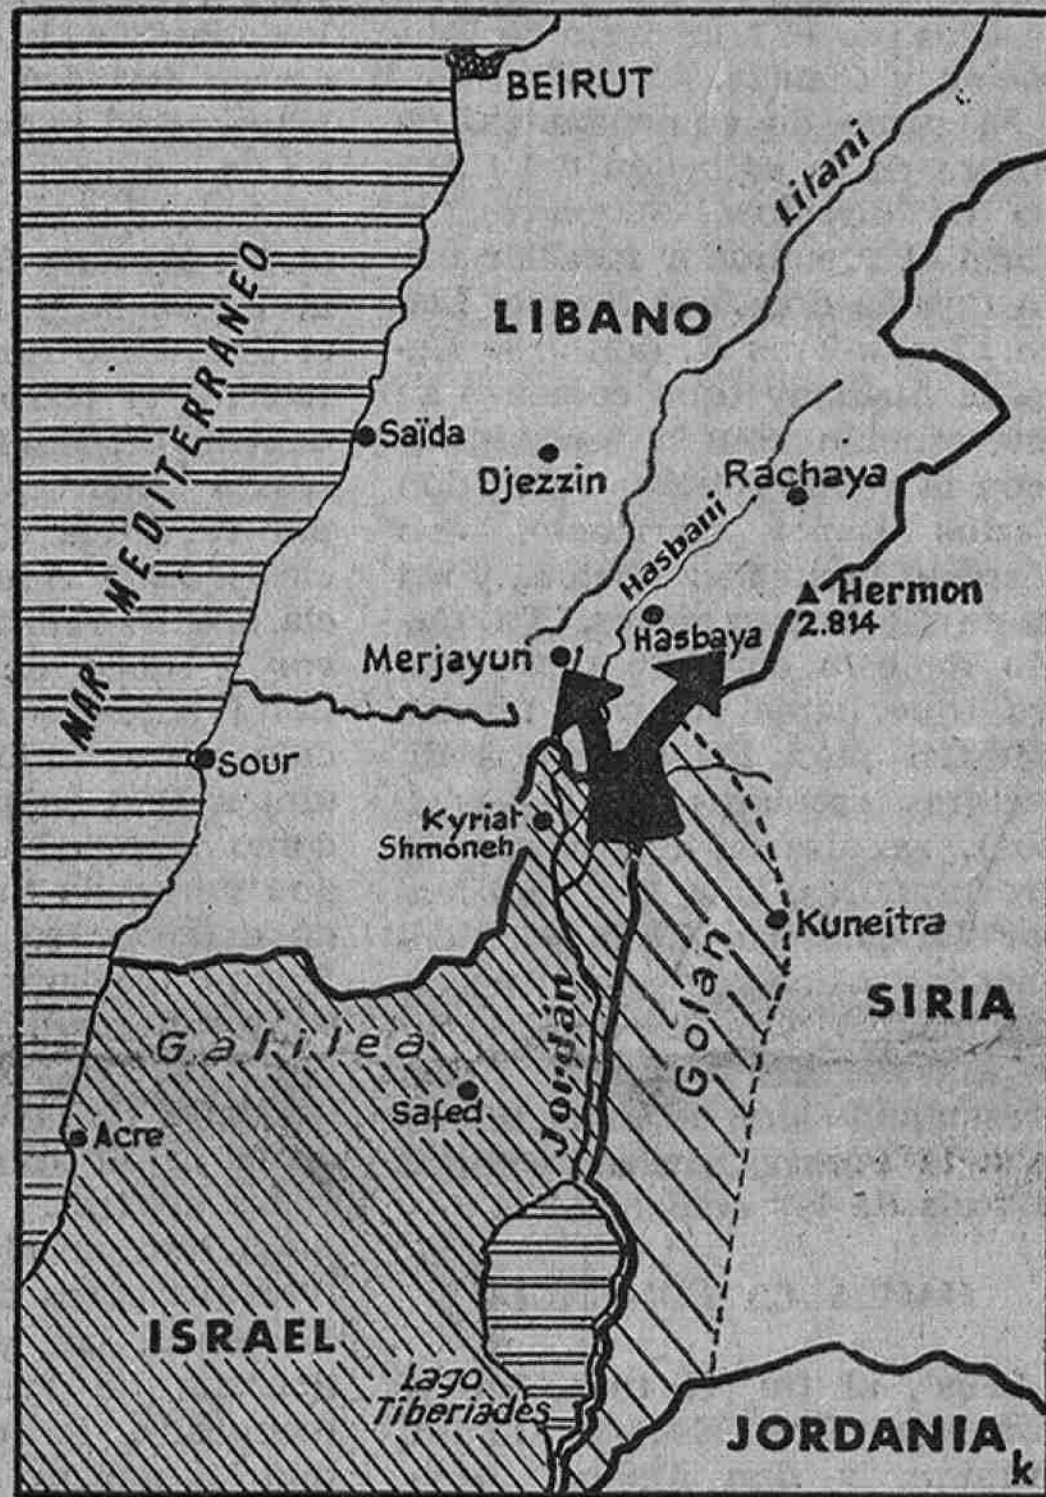 BEIRUT
Litani
MAR MEDITERRANEO
LIBANO
Saïda
Djezzin
Rachaya
Hasbani
Hermon
2.814
Hasbaya
Merjayun
Sour
Kyriat
Shmoneh
Kuneitra
Golan
SIRIA
Galilea
Jordán
Safed
Acre
ISRAEL
Lago
Tiberiades
JORDANIA
k